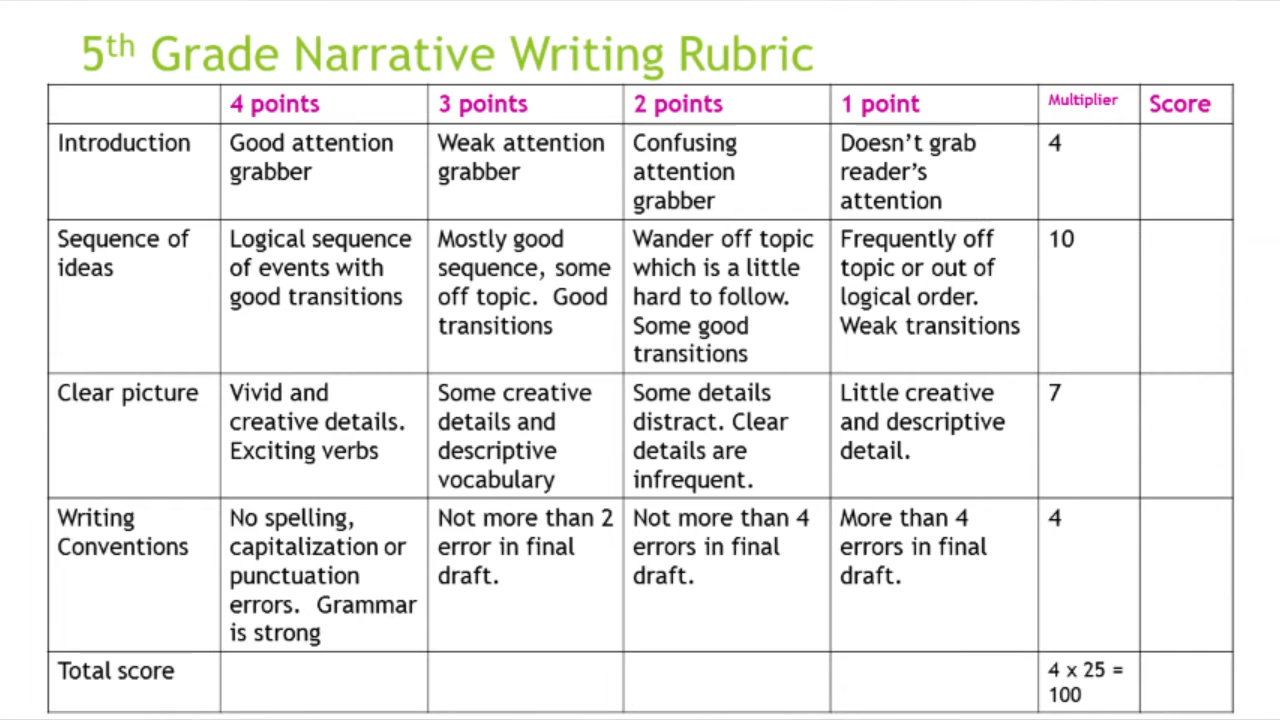 5th Grade Narrative Writing Rubric
4 points
3 points
2 points
1 point
Multiplier
Score
Introduction
Good attention
grabber
Weak attention
grabber
Confusing
attention
grabber
Doesn't grab
reader's
attention
4
Sequence of
ideas
Logical sequence
of events with
good transitions
Mostly good
sequence, some
off topic. Good
transitions
Wander off topic
which is a little
hard to follow.
Some good
transitions
Frequently off
topic or out of
logical order.
Weak transitions
10
Clear picture
Vivid and
creative details.
Exciting verbs
Some creative
details and
descriptive
vocabulary
Some details
distract. Clear
details are
infrequent.
Little creative
and descriptive
detail.
7
Writing
Conventions
No spelling,
capitalization or
punctuation
errors. Grammar
is strong
Not more than 2
error in final
draft.
Not more than 4
errors in final
draft.
More than 4
errors in final
draft.
4
Total score
4 x 25 =
100